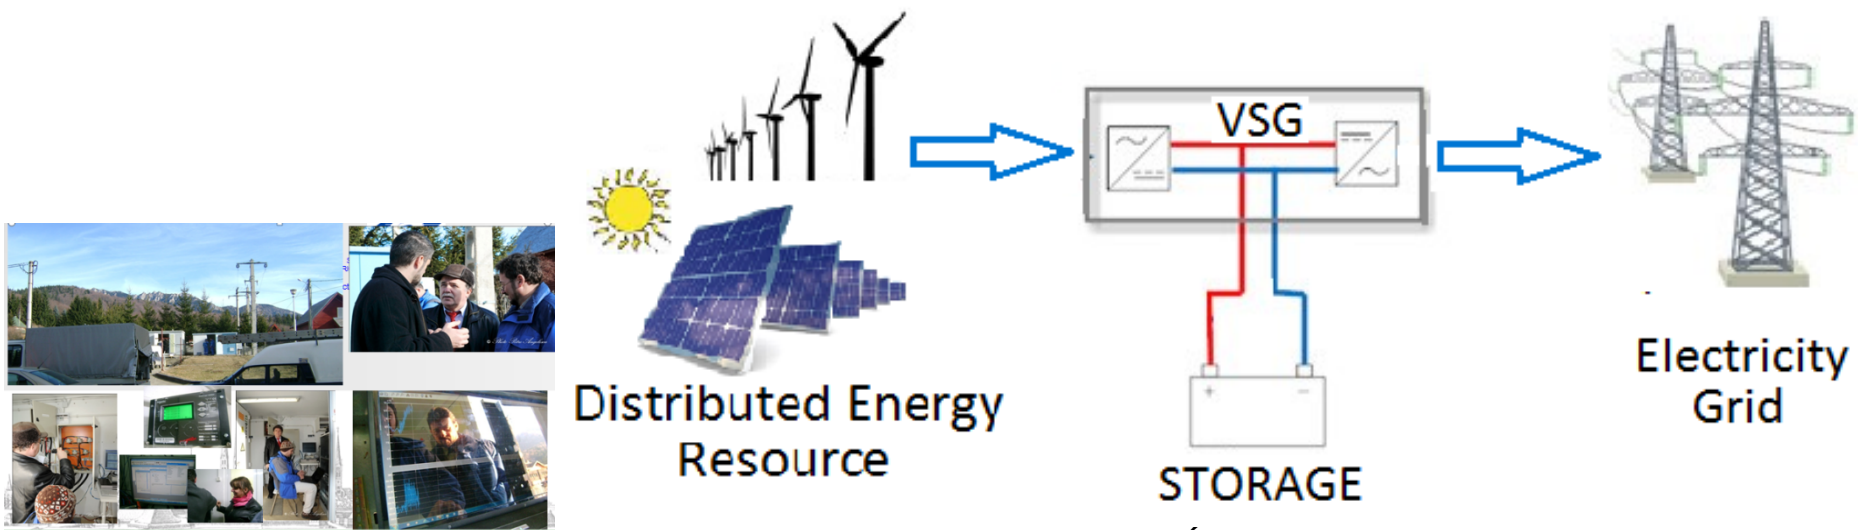 VSG
Distributed Energy
Resource
+ -
STORAGE
Electricity
Grid